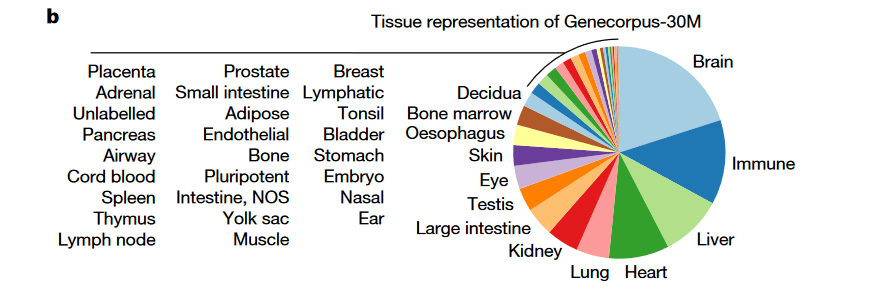 b
Tissue representation of Genecorpus-30M
Placenta
Adrenal
Unlabelled
Pancreas
Airway
Cord blood
Spleen
Thymus
Lymph node
Prostate
Small intestine
Adipose
Endothelial
Bone
Pluripotent
Intestine, NOS
Yolk sac
Muscle
Breast
Lymphatic
Tonsil
Bladder
Stomach
Embryo
Nasal
Ear
Decidua
Bone marrow
Oesophagus
Skin
Eye
Testis
Large intestine
Kidney
Lung
Heart
Liver
Immune
Brain